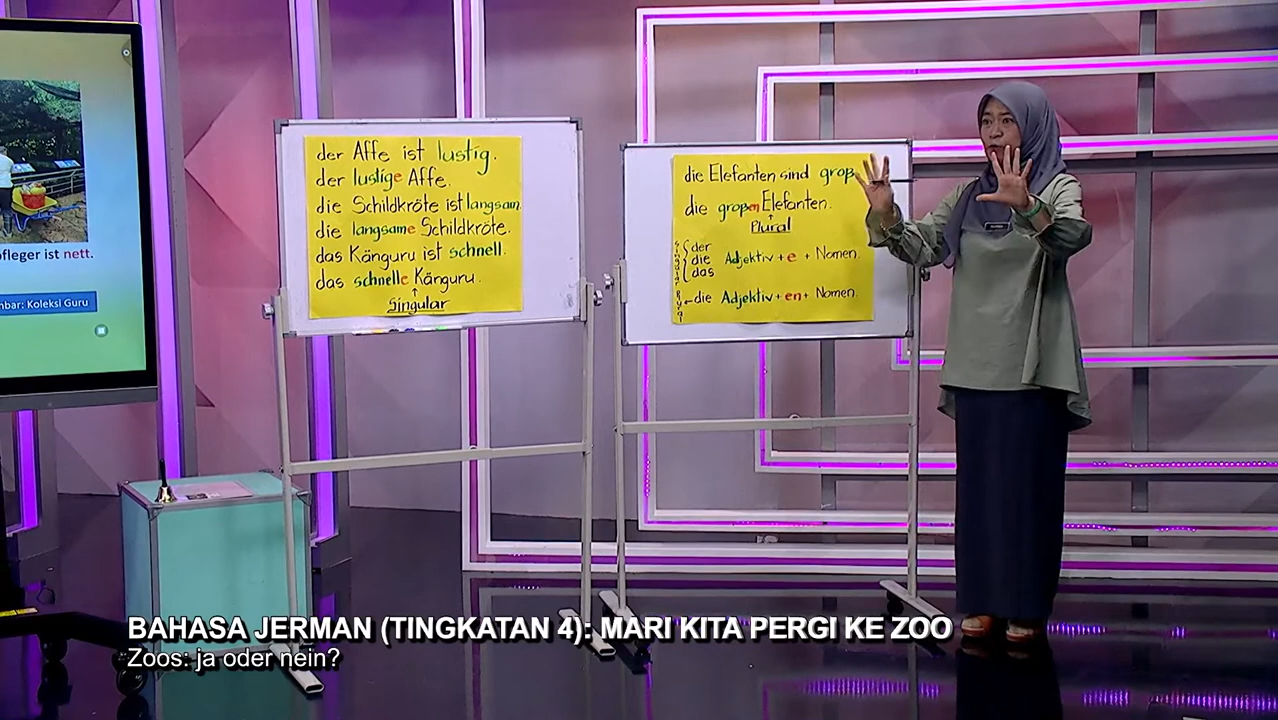 pfleger ist nett.
mbar: Koleksi Guru
der Affe ist lustig.
der lustige Affe.
die Schildkröte ist langsam.
die langsame Schildkröte.
das Känguru ist schnell.
das schnelle Känguru.
↑
Singular
die Elefanten sind groß
die großen Elefanten.
↑
Plural
Singular
der
die
das
Adjektiv + e + Nomen.
die Adjektiv + en + Nomen.
BAHASA JERMAN (TINGKATAN 4): MARI KITA PERGI KE ZOO
Zoos: ja oder nein?